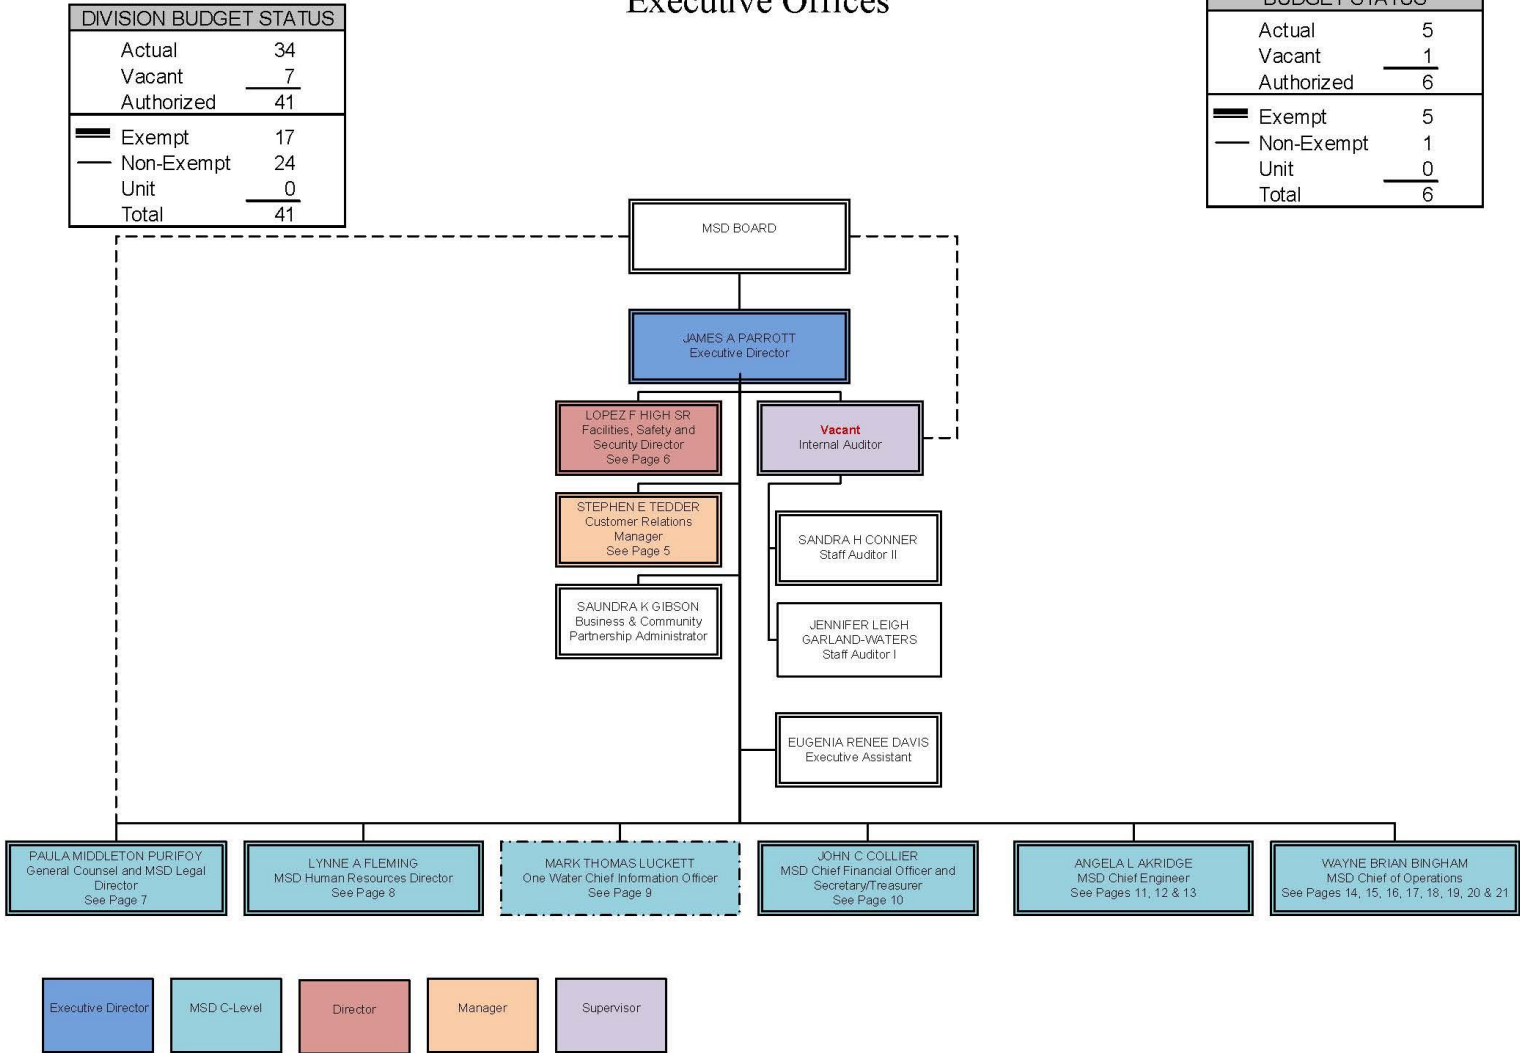 Executive Offices
DIVISION BUDGET STATUS
Actual 34
Vacant 7
Authorized 41
Exempt 17
Non-Exempt 24
Unit 0
Total 41
BUDGET STATUS
Actual 5
Vacant 1
Authorized 6
Exempt 5
Non-Exempt 1
Unit 0
Total 6
MSD BOARD
JAMES A PARROTT
Executive Director
LOPEZ F HIGH SR
Facilities, Safety and
Security Director
See Page 6
Vacant
Internal Auditor
STEPHEN E TEDDER
Customer Relations
Manager
See Page 5
SANDRA H CONNER
Staff Auditor II
SAUNDRA K GIBSON
Business & Community
Partnership Administrator
JENNIFER LEIGH
GARLAND-WATERS
Staff Auditor I
EUGENIA RENEE DAVIS
Executive Assistant
PAULA MIDDLETON PURIFOY
General Counsel and MSD Legal
Director
See Page 7
LYNNE A FLEMING
MSD Human Resources Director
See Page 8
MARK THOMAS LUCKETT
One Water Chief Information Officer
See Page 9
JOHN C COLLIER
MSD Chief Financial Officer and
Secretary/Treasurer
See Page 10
ANGELA L AKRIDGE
MSD Chief Engineer
See Pages 11, 12 & 13
WAYNE BRIAN BINGHAM
MSD Chief of Operations
See Pages 14, 15, 16, 17, 18, 19, 20 & 21
Executive Director
MSD C-Level
Director
Manager
Supervisor